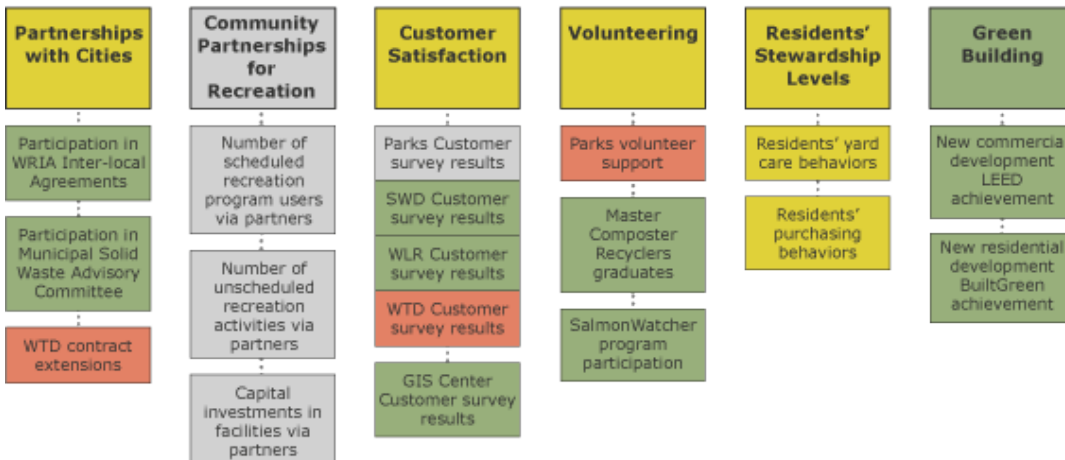 Partnerships
with Cities
Participation in
WRIA Inter-local
Agreements
Participation in
Municipal Solid
Waste Advisory
Committee
WTD contract
extensions
Community
Partnerships
for
Recreation
Number of
scheduled
recreation
program users
via partners
Number of
unscheduled
recreation
activities via
partners
Capital
investments in
facilities via
partners
Customer
Satisfaction
Parks Customer
survey results
SWD Customer
survey results
WLR Customer
survey results
WTD Customer
survey results
GIS Center
Customer survey
results
Volunteering
Parks volunteer
support
Master
Composter
Recyclers
graduates
SalmonWatcher
program
participation
Residents’
Stewardship
Levels
Residents’ yard
care behaviors
Residents’
purchasing
behaviors
Green
Building
New commercial
development
LEED
achievement
New residential
development
BuiltGreen
achievement